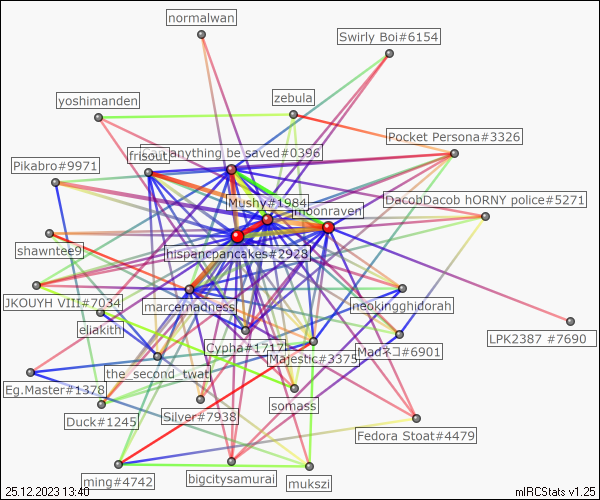 normalwan
Swirly Boi#6154
yoshimanden
zebula
Pocket Persona#3326
frisout
anything be saved#0396
Pikabro#9971
DacobDacob hORNY police#5271
Mushy#1984
moonraven
shawntee9
hispancpancakes#2928
JKOUYH VIII#7034
marcemadness
neokingghidorah
eliakith
Cypha#1717
LPK2387 #7690
Majestic#3375
Madネコ#6901
the_second_twat
Eg.Master#1378
somass
Duck#1245
Silver#7938
Fedora Stoat#4479
ming#4742
bigcitysamurai
mukszi
25.12.2023 13:40
mIRCStats v1.25